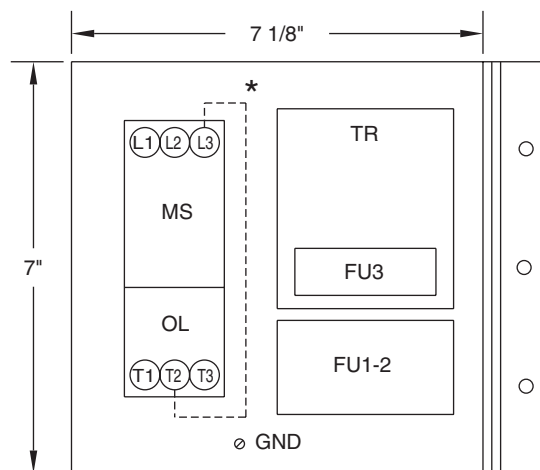 7 1/8"
*
L1 L2 L3
TR
MS
7"
FU3
OL
FU1-2
T1 T2 T3
GND